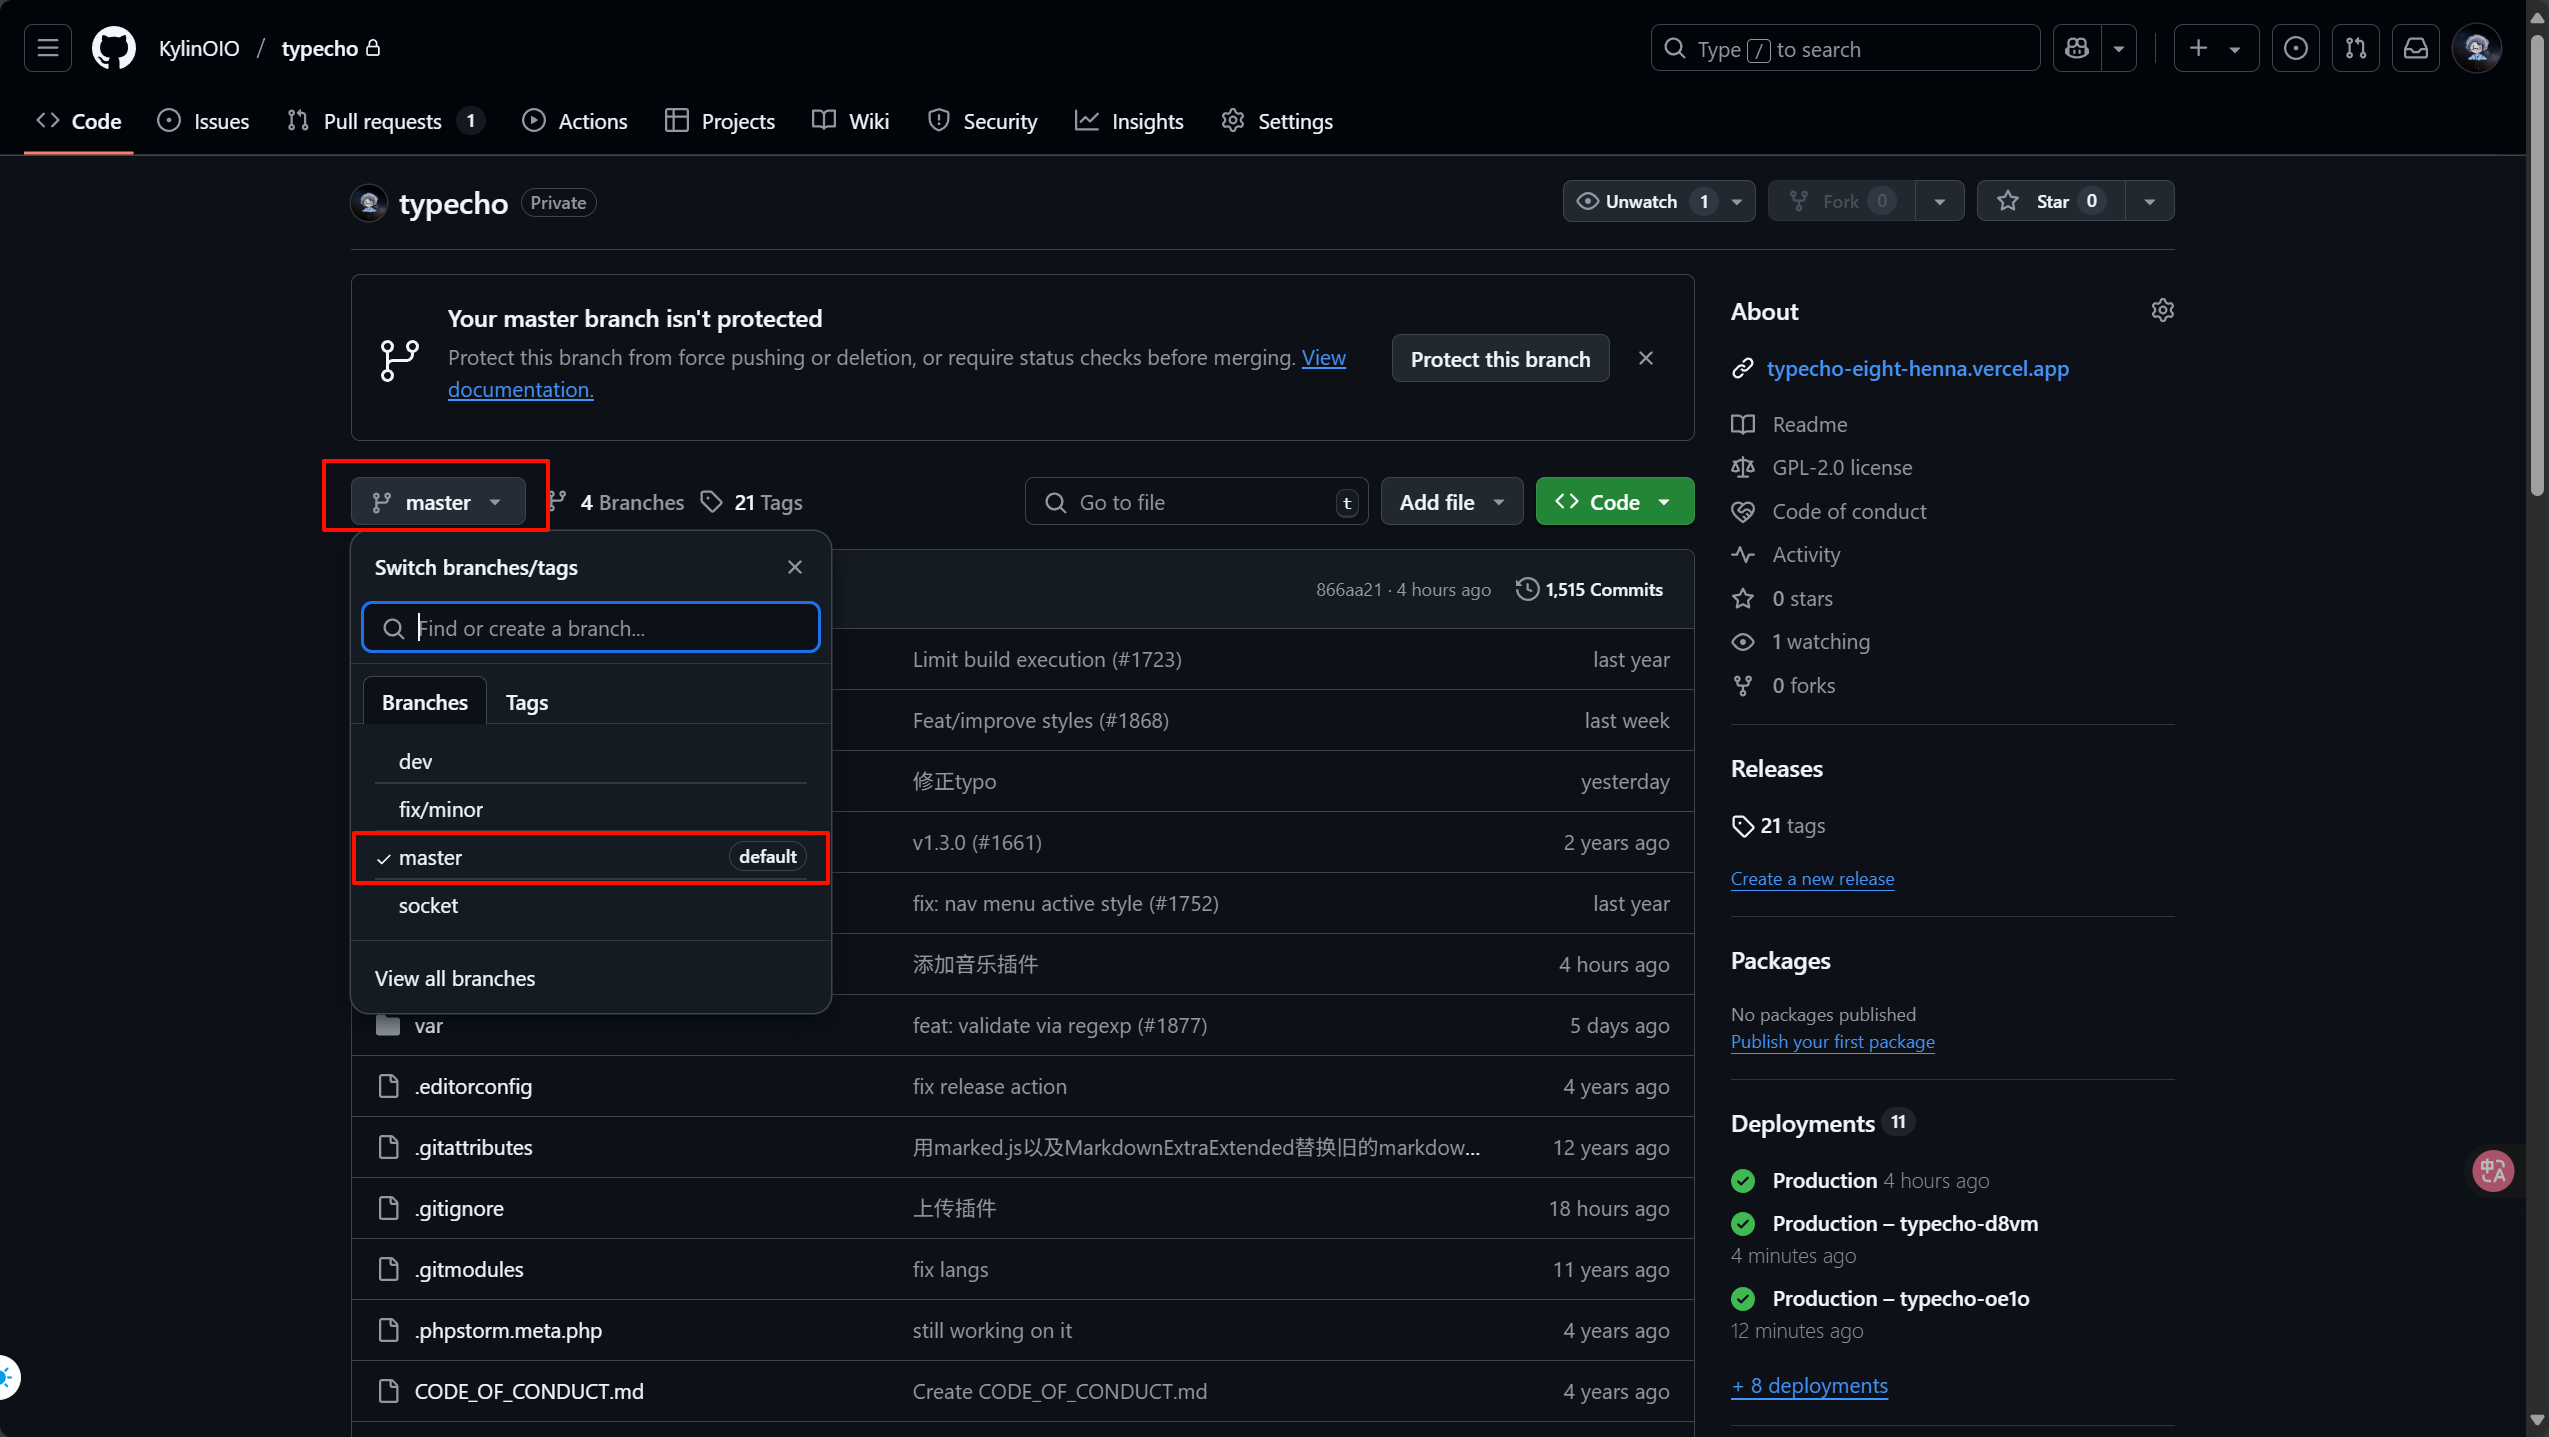 KylinOIO / typecho
Type / to search
Code
Issues
Pull requests 1
Actions
Projects
Wiki
Security
Insights
Settings
typecho Private
Unwatch 1
Fork 0
Star 0
Your master branch isn't protected
Protect this branch from force pushing or deletion, or require status checks before merging. View
documentation.
Protect this branch
master
4 Branches
21 Tags
Go to file t
Add file
Code
Switch branches/tags
Find or create a branch...
Branches
Tags
dev
fix/minor
master default
socket
View all branches
866aa21 · 4 hours ago
1,515 Commits
Limit build execution (#1723) last year
Feat/improve styles (#1868) last week
修正typo yesterday
v1.3.0 (#1661) 2 years ago
fix: nav menu active style (#1752) last year
添加音乐插件 4 hours ago
var feat: validate via regexp (#1877) 5 days ago
.editorconfig fix release action 4 years ago
.gitattributes 用marked.js以及MarkdownExtraExtended替换旧的markdow... 12 years ago
.gitignore 上传插件 18 hours ago
.gitmodules fix langs 11 years ago
.phpstorm.meta.php still working on it 4 years ago
CODE_OF_CONDUCT.md Create CODE_OF_CONDUCT.md 4 years ago
About
typecho-eight-henna.vercel.app
Readme
GPL-2.0 license
Code of conduct
Activity
0 stars
1 watching
0 forks
Releases
21 tags
Create a new release
Packages
No packages published
Publish your first package
Deployments 11
Production 4 hours ago
Production – typecho-d8vm
4 minutes ago
Production – typecho-oe1o
12 minutes ago
+ 8 deployments
中A